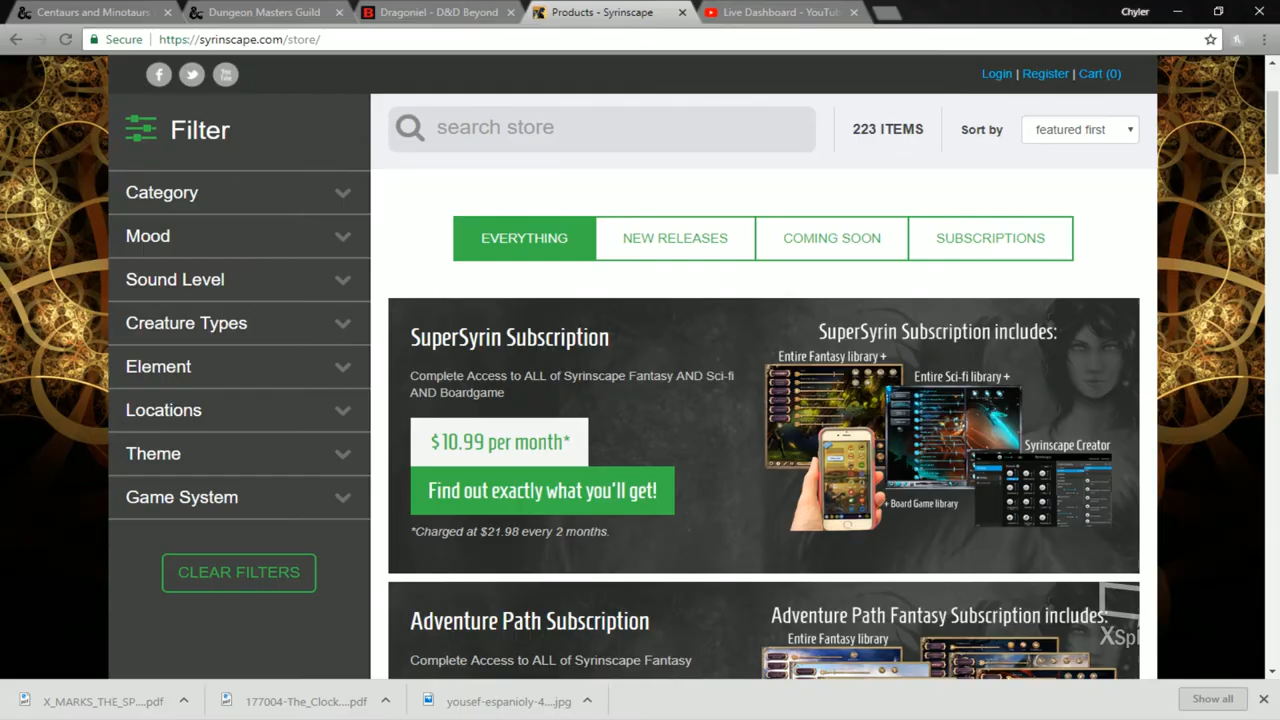 Centaurs and Minotaurs
Dungeon Masters Guild
Dragoniel - D&D Beyond
Products - Syrinscape
Live Dashboard - YouTub
Chyler
Secure
https://syrinscape.com/store/
f
You
Login | Register | Cart (0)
Filter
search store
223 ITEMS
Sort by
featured first
Category
Mood
Sound Level
Creature Types
Element
Locations
Theme
Game System
CLEAR FILTERS
EVERYTHING
NEW RELEASES
COMING SOON
SUBSCRIPTIONS
SuperSyrin Subscription
Complete Access to ALL of Syrinscape Fantasy AND Sci-fi
AND Boardgame
$10.99 per month*
Find out exactly what you'll get!
*Charged at $21.98 every 2 months.
SuperSyrin Subscription includes:
Entire Fantasy library +
Entire Sci-fi library +
Syrinscape Creator
+ Board Game library
Adventure Path Subscription
Complete Access to ALL of Syrinscape Fantasy
Adventure Path Fantasy Subscription includes:
Entire Fantasy library
XSpl
X_MARKS_THE_SP....pdf
177004-The_Clock....pdf
yousef-espanioly-4....jpg
Show all